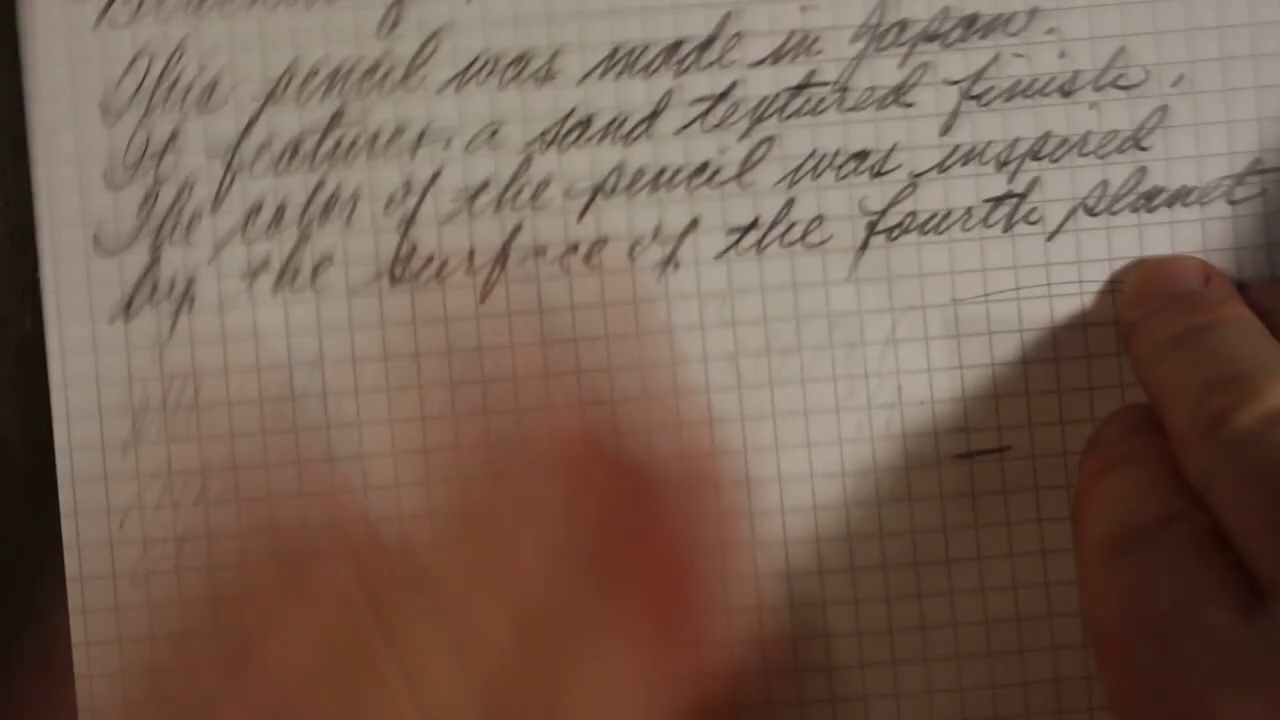 This pencil was made in Japan.
It features a sand textured finish.
The color of the pencil was inspired
by the surface of the fourth planet